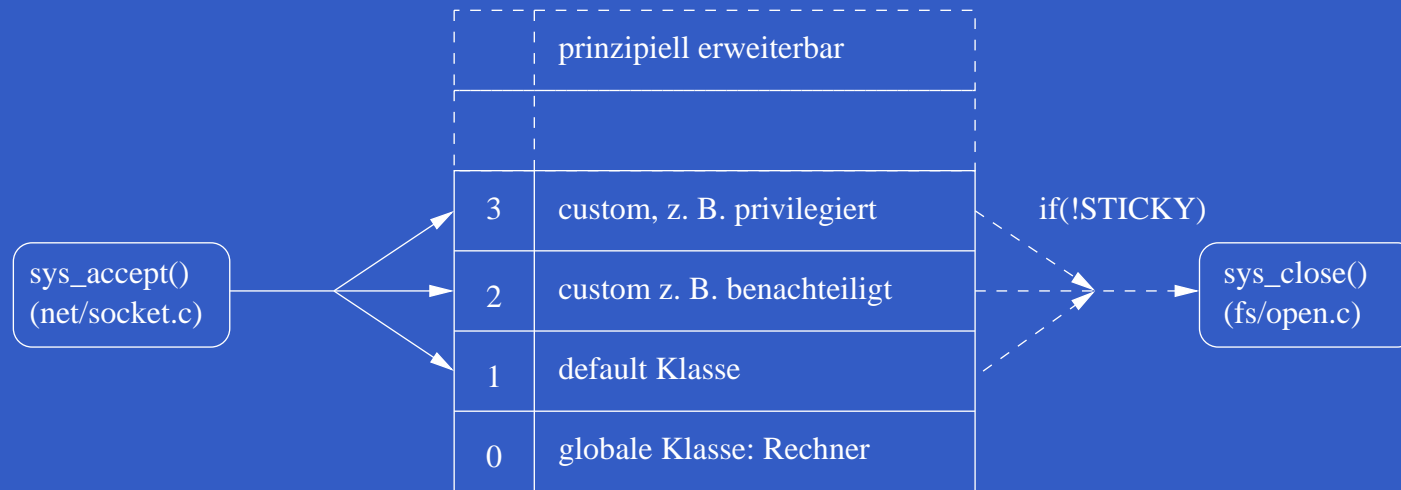 prinzipiell erweiterbar
3 custom, z. B. privilegiert
if(!STICKY)
sys_accept()
(net/socket.c)
2 custom z. B. benachteiligt
sys_close()
(fs/open.c)
1 default Klasse
0 globale Klasse: Rechner